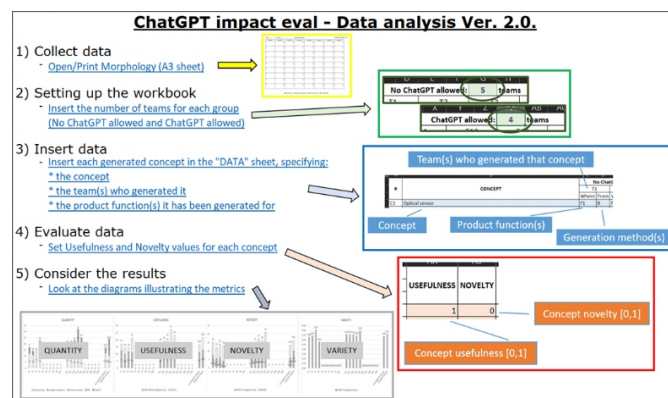 ChatGPT impact eval - Data analysis Ver. 2.0.
1) Collect data
- Open/Print Morphology (A3 sheet)
2) Setting up the workbook
- Insert the number of teams for each group
(No ChatGPT allowed and ChatGPT allowed)
No ChatGPT allowed: 5 teams
ChatGPT allowed: 4 teams
3) Insert data
- Insert each generated concept in the "DATA" sheet, specifying:
* the concept
* the team(s) who generated it
* the product function(s) it has been generated for
Team(s) who generated that concept
# CONCEPT
T1
C1 Optical sensor F1
Concept
Product function(s)
Generation method(s)
4) Evaluate data
- Set Usefulness and Novelty values for each concept
USEFULNESS NOVELTY
1 0
Concept novelty [0,1]
Concept usefulness [0,1]
5) Consider the results
- Look at the diagrams illustrating the metrics
QUANTITY
USEFULNESS
NOVELTY
VARIETY